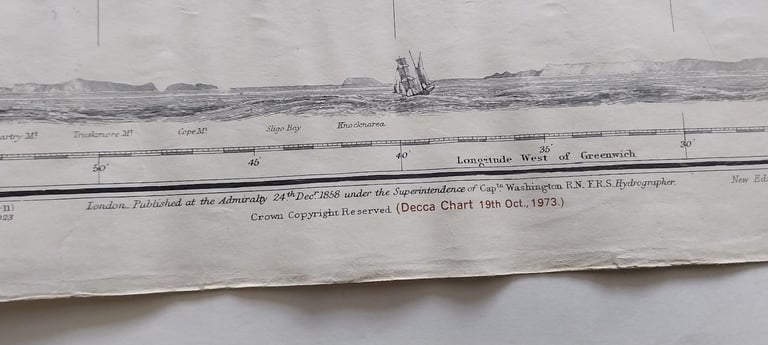 Truskmore Mt.
Cope Mt.
Sligo Bay
Knocknarea
50'
45'
40'
35'
30'
Longitude West of Greenwich
London. Published at the Admiralty 24th Decr. 1858 under the Superintendence of Captn. Washington R.N. F.R.S. Hydrographer.
New Ed
Crown Copyright Reserved (Decca Chart 19th Oct., 1973.)